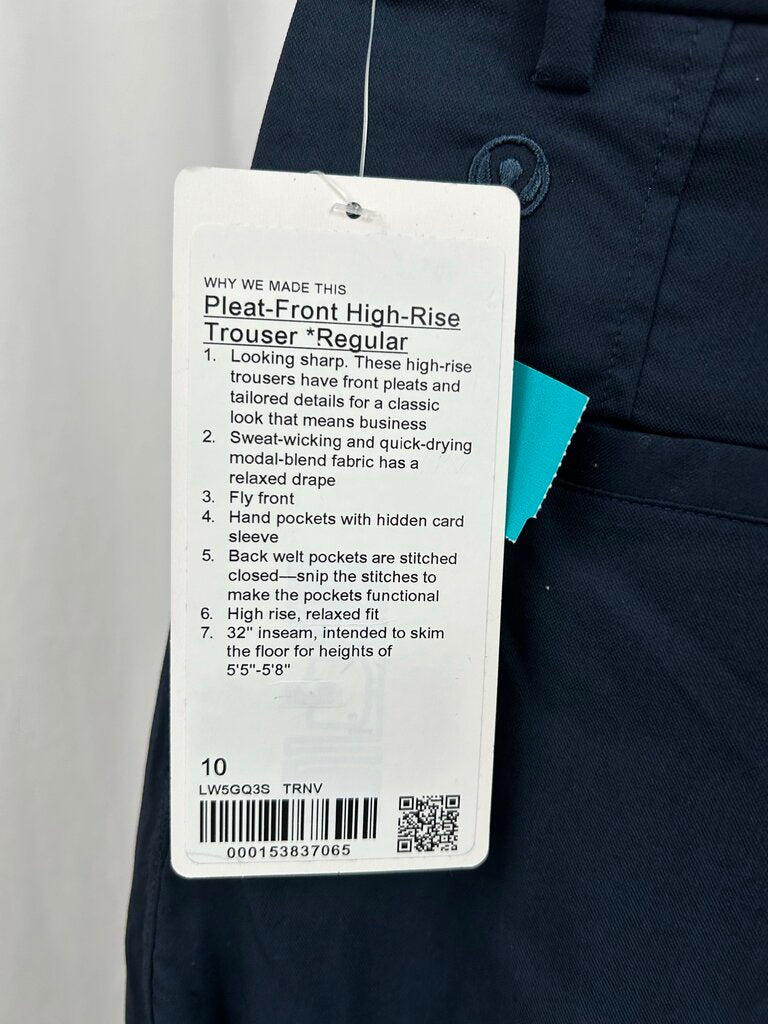 WHY WE MADE THIS
Pleat-Front High-Rise
Trouser *Regular
1. Looking sharp. These high-rise
trousers have front pleats and
tailored details for a classic
look that means business
2. Sweat-wicking and quick-drying
modal-blend fabric has a
relaxed drape
3. Fly front
4. Hand pockets with hidden card
sleeve
5. Back welt pockets are stitched
closed—snip the stitches to
make the pockets functional
6. High rise, relaxed fit
7. 32" inseam, intended to skim
the floor for heights of
5'5"-5'8"
10
LW5GQ3S TRNV
000153837065